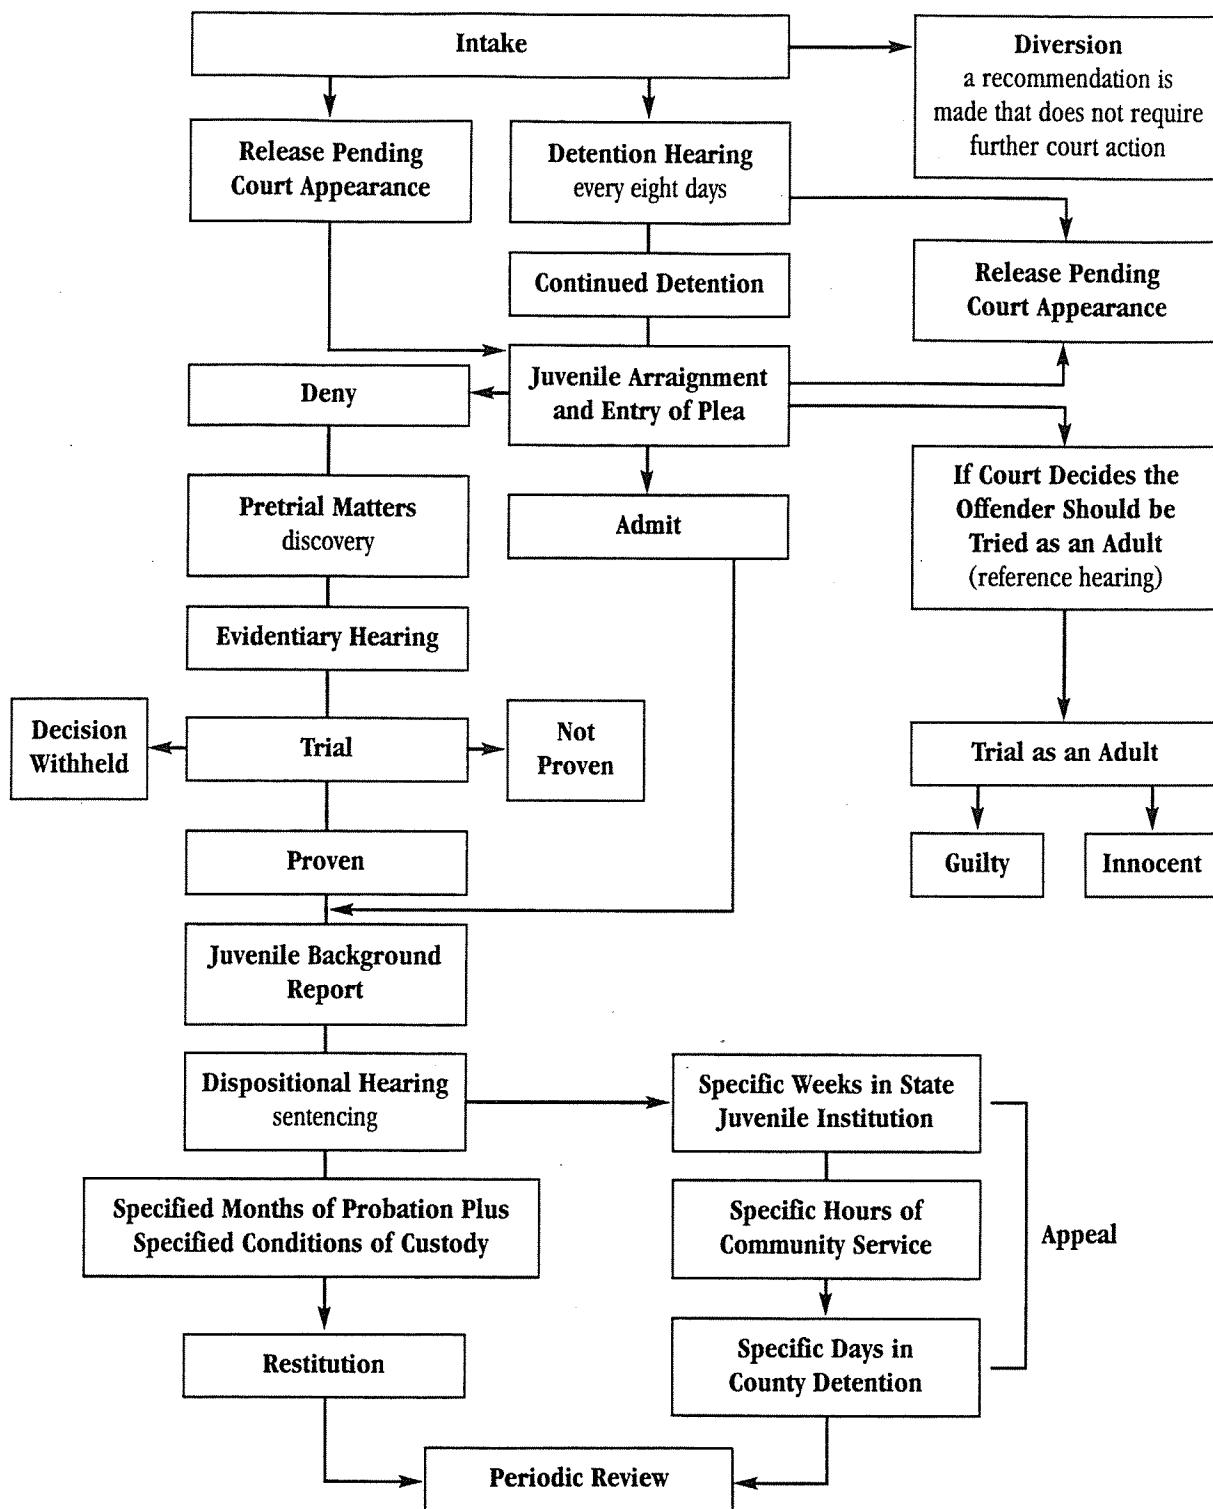 Intake
Diversion
a recommendation is
made that does not require
further court action
Release Pending
Court Appearance
Detention Hearing
every eight days
Continued Detention
Release Pending
Court Appearance
Juvenile Arraignment
and Entry of Plea
Deny
If Court Decides the
Offender Should be
Tried as an Adult
(reference hearing)
Pretrial Matters
discovery
Admit
Evidentiary Hearing
Decision
Withheld
Trial
Not
Proven
Trial as an Adult
Proven
Guilty
Innocent
Juvenile Background
Report
Dispositional Hearing
sentencing
Specific Weeks in State
Juvenile Institution
Specified Months of Probation Plus
Specified Conditions of Custody
Specific Hours of
Community Service
Appeal
Restitution
Specific Days in
County Detention
Periodic Review